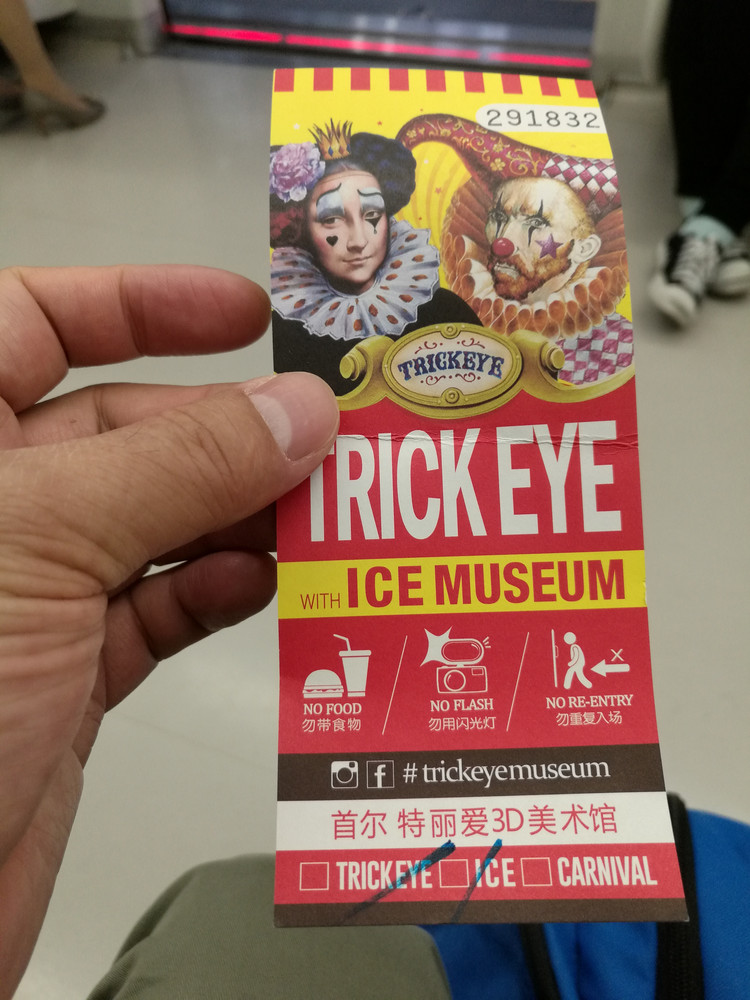 291832
TRICKEYE
TRICK EYE
WITH ICE MUSEUM
NO FOOD
勿带食物
NO FLASH
勿用闪光灯
X
NO RE-ENTRY
勿重复入场
# trickeyemuseum
首尔 特丽爱3D美术馆
TRICKEYE ICE CARNIVAL